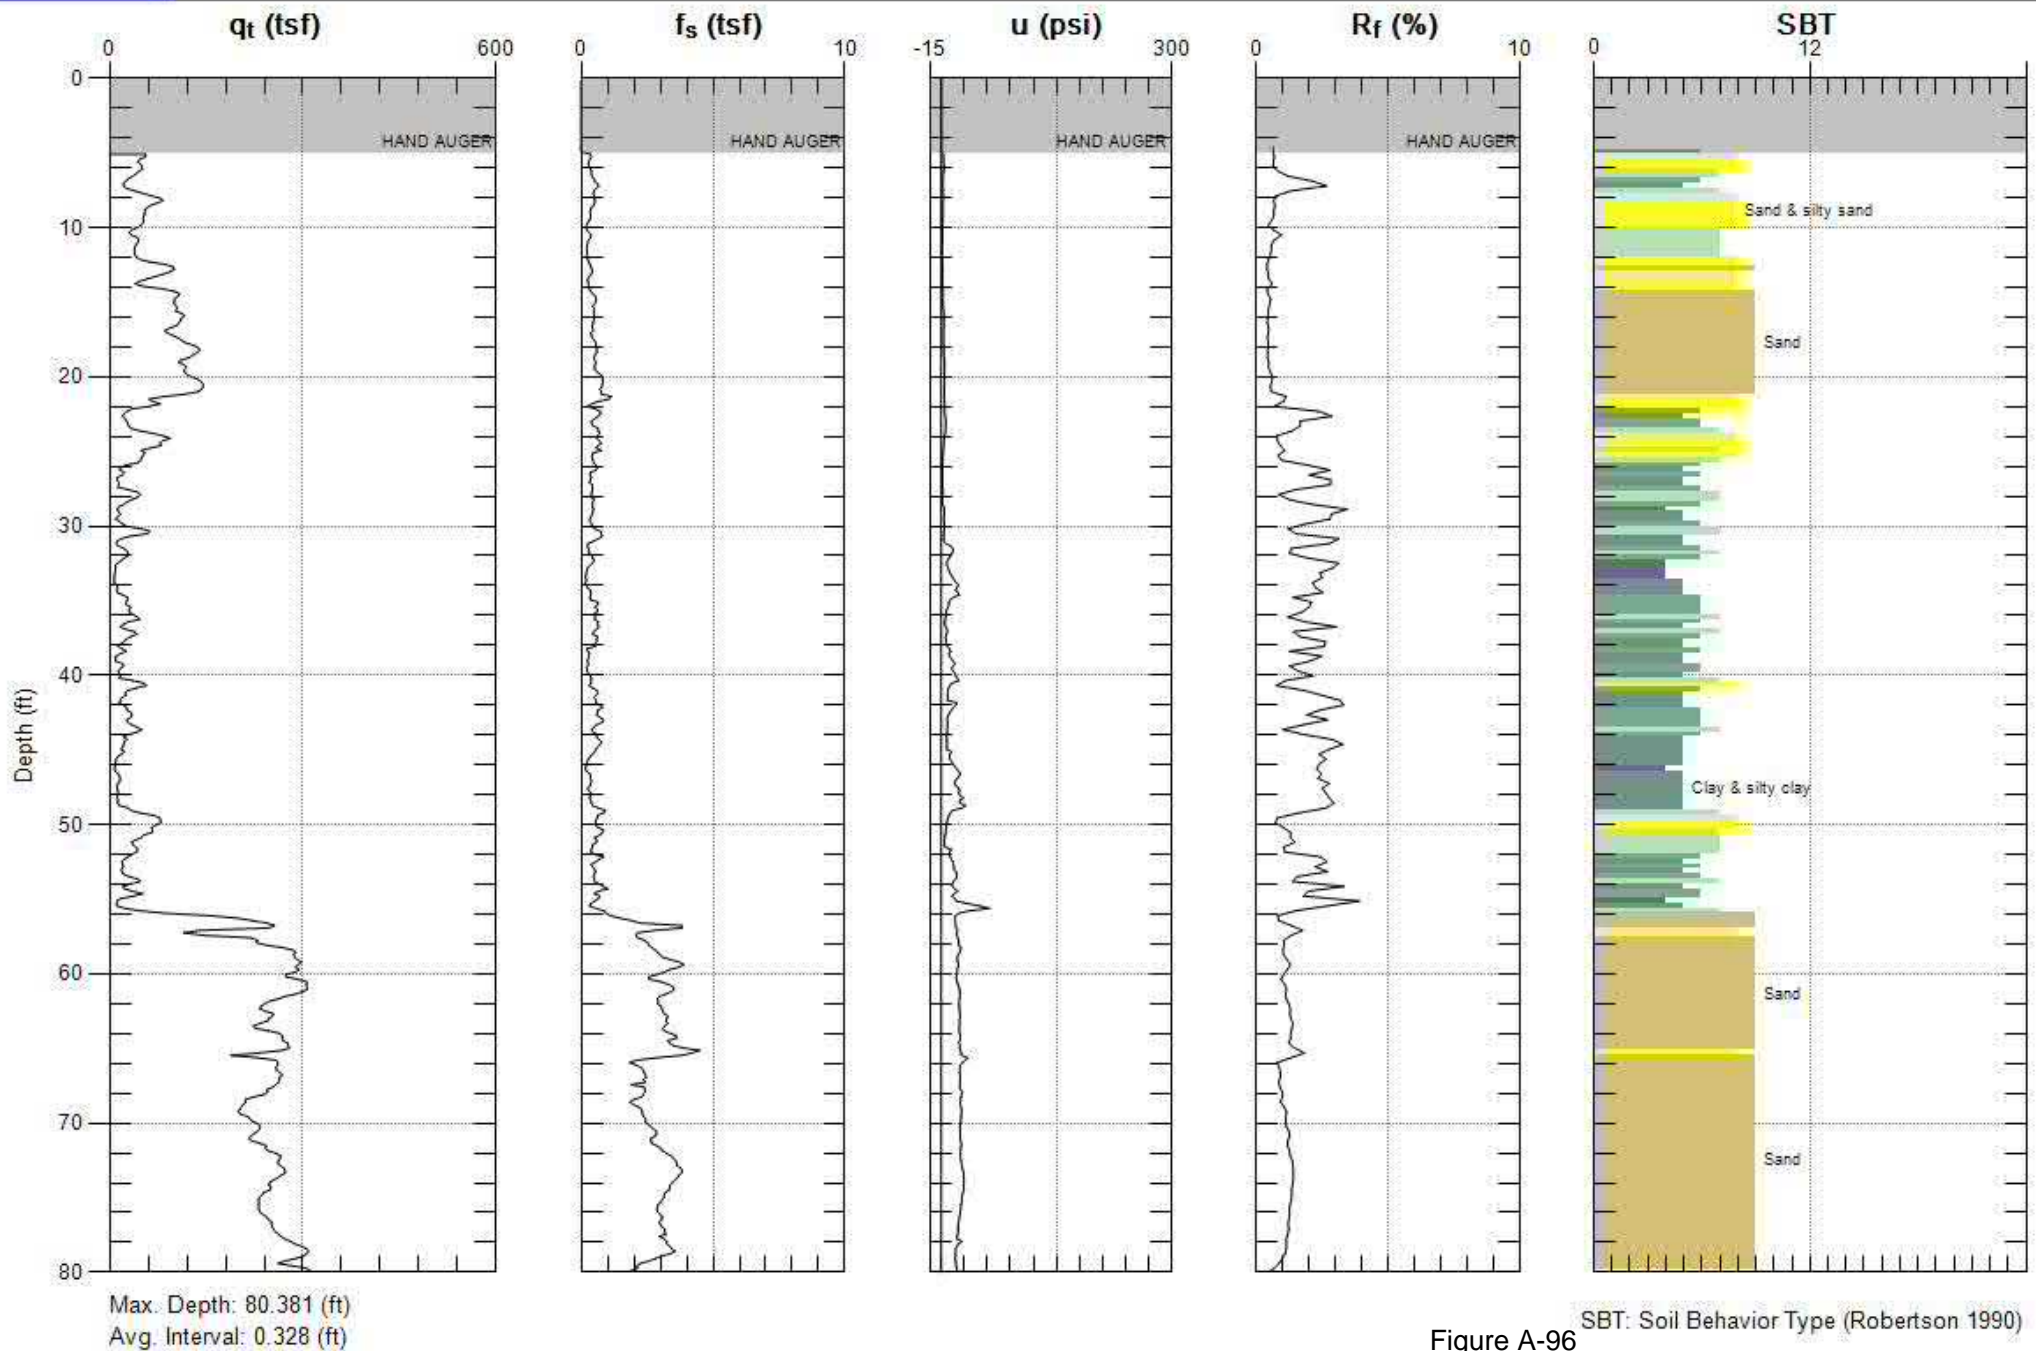 qt (tsf) fs (tsf) u (psi) Rf (%) SBT
0 600 0 10 -15 300 0 10 0 12
0
HAND AUGER HAND AUGER HAND AUGER HAND AUGER
Sand & silty sand
10
Sand
20
30
40
Depth (ft)
Clay & silty clay
50
60
Sand
70
Sand
80
Max. Depth: 80.381 (ft)
Avg. Interval: 0.328 (ft)
SBT: Soil Behavior Type (Robertson 1990)
Figure A-96